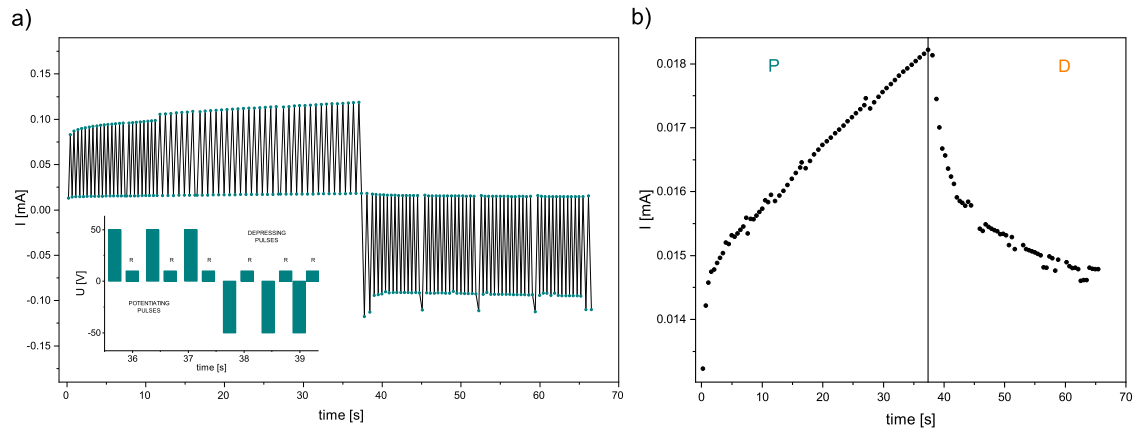 a)
0.15
0.10
0.05
0.00
-0.05
-0.10
-0.15
I [mA]
0 10 20 30 40 50 60 70
time [s]
50
0
-50
U [V]
DEPRESSING
PULSES
R R R R R R
POTENTIATING
PULSES
36 37 38 39
time [s]
b)
P D
0.018
0.017
0.016
0.015
0.014
I [mA]
0 10 20 30 40 50 60 70
time [s]